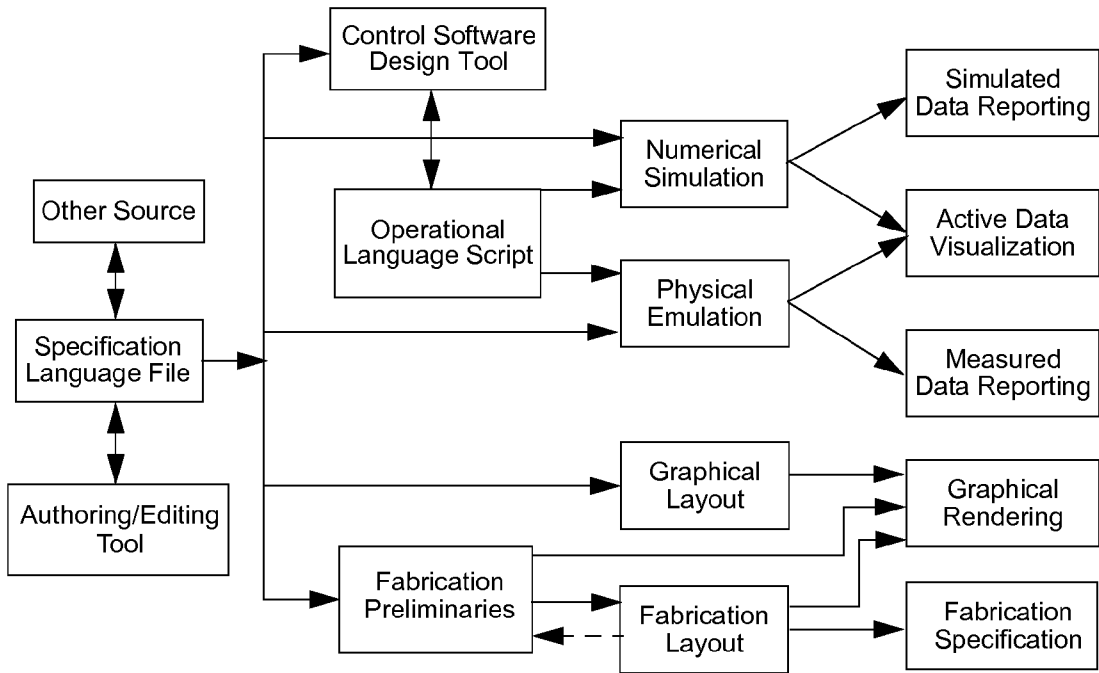 Control Software
Design Tool
Simulated
Data Reporting
Numerical
Simulation
Other Source
Operational
Language Script
Active Data
Visualization
Physical
Emulation
Specification
Language File
Measured
Data Reporting
Graphical
Layout
Graphical
Rendering
Authoring/Editing
Tool
Fabrication
Preliminaries
Fabrication
Layout
Fabrication
Specification